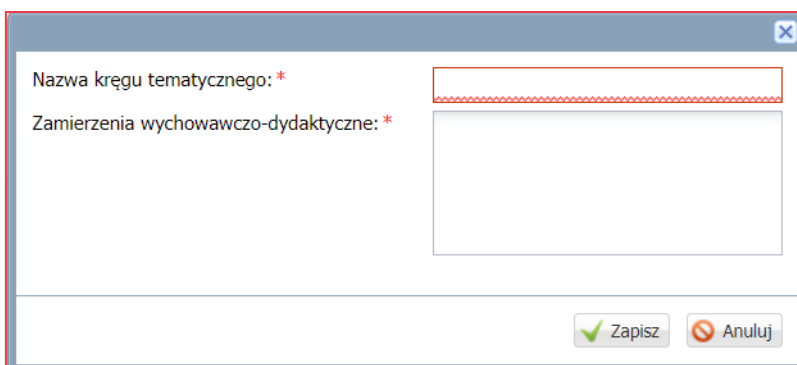 Nazwa kręgu tematycznego: *
Zamierzenia wychowawczo-dydaktyczne: *
Zapisz Anuluj